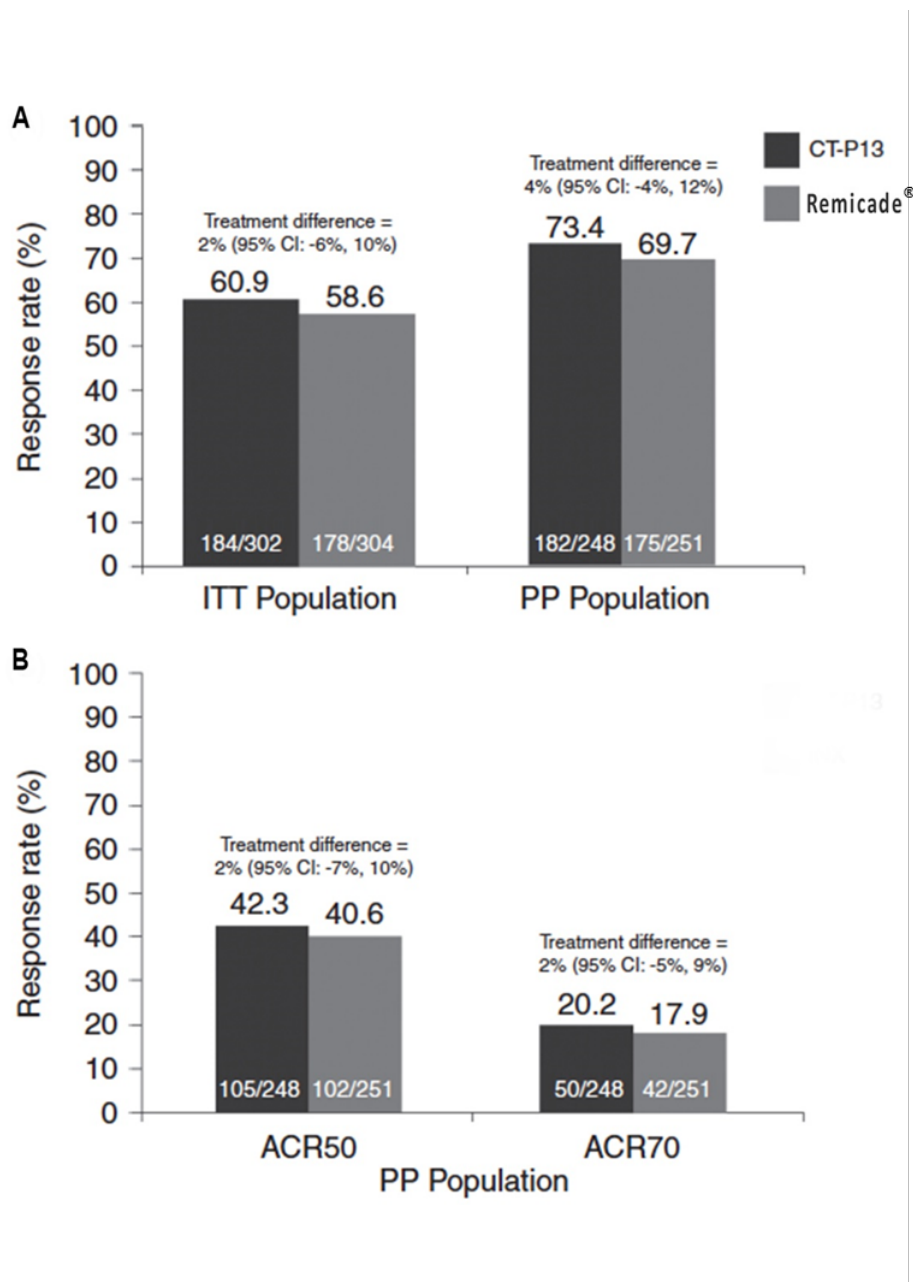 A
100
90
80
70
60
50
40
30
20
10
0
Response rate (%)
Treatment difference =
2% (95% CI: -6%, 10%)
60.9
58.6
184/302
178/304
ITT Population
Treatment difference =
4% (95% CI: -4%, 12%)
73.4
69.7
182/248
175/251
PP Population
CT-P13
Remicade®
B
100
90
80
70
60
50
40
30
20
10
0
Response rate (%)
Treatment difference =
2% (95% CI: -7%, 10%)
42.3
40.6
105/248
102/251
ACR50
Treatment difference =
2% (95% CI: -5%, 9%)
20.2
17.9
50/248
42/251
ACR70
PP Population